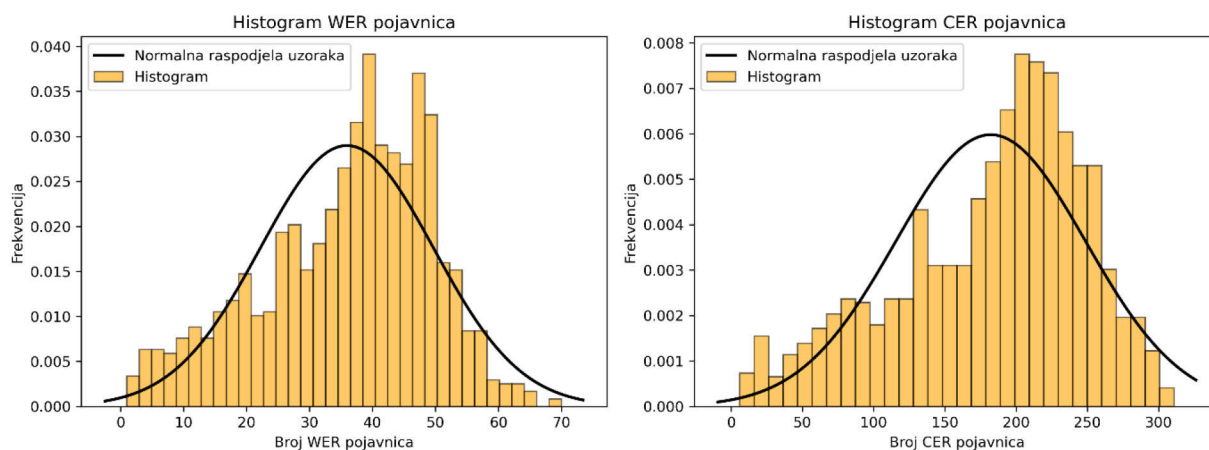 Histogram WER pojavnica
Normalna raspodjela uzoraka
Histogram
Frekvencija
0.040
0.035
0.030
0.025
0.020
0.015
0.010
0.005
0.000
0 10 20 30 40 50 60 70
Broj WER pojavnica
Histogram CER pojavnica
Normalna raspodjela uzoraka
Histogram
Frekvencija
0.008
0.007
0.006
0.005
0.004
0.003
0.002
0.001
0.000
0 50 100 150 200 250 300
Broj CER pojavnica